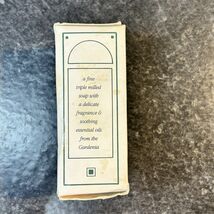 a fine
triple milled
soap with
a delicate
fragrance &
soothing
essential oils
from the
Gardenia